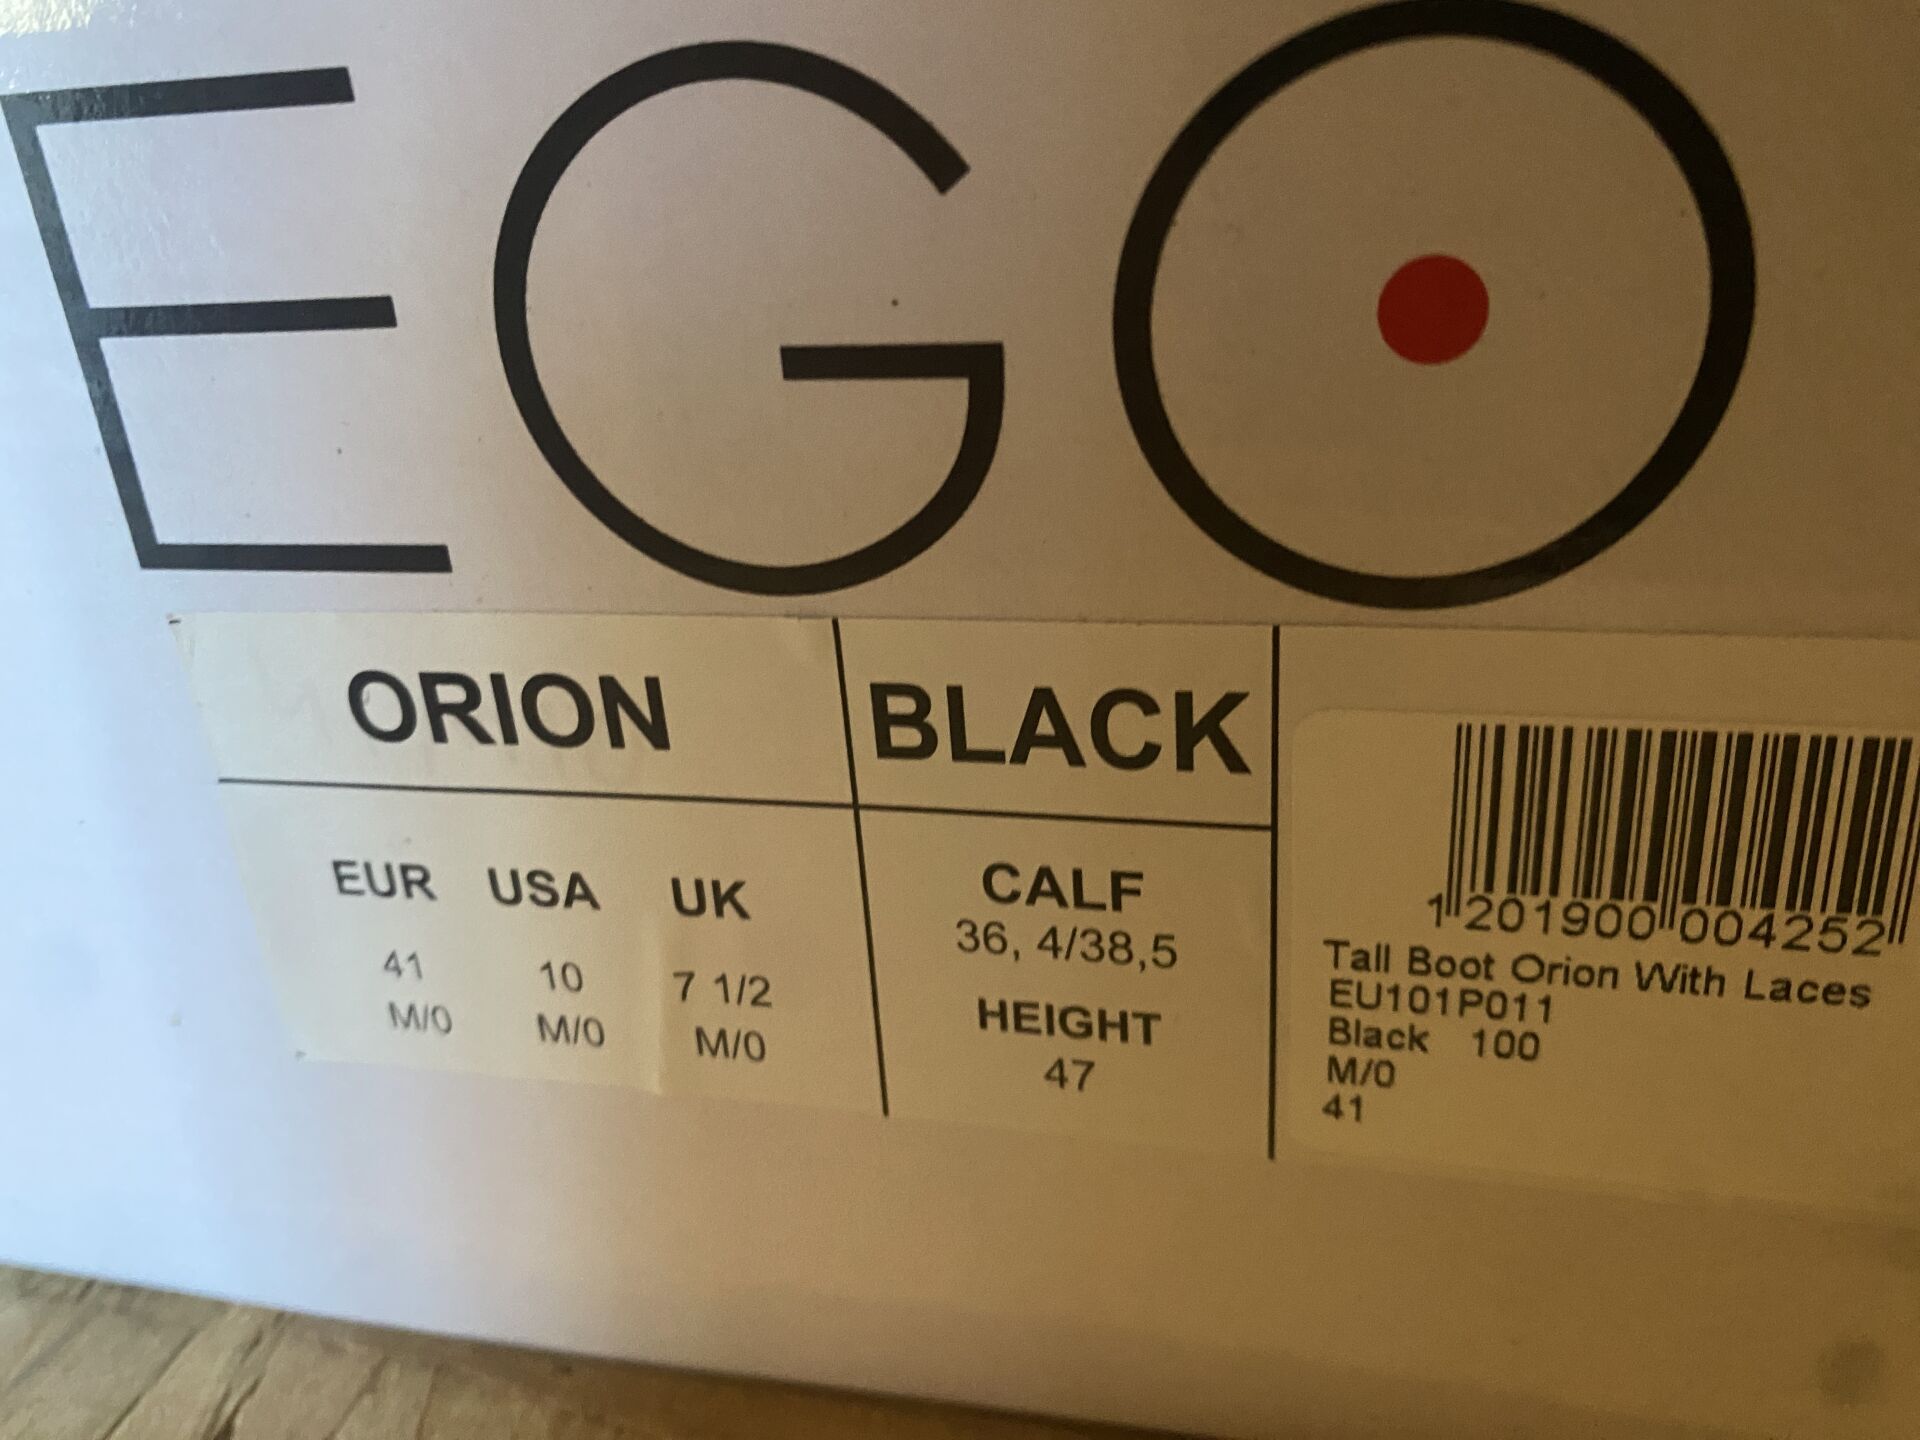 EGO
ORION
BLACK
EUR USA UK
41 10 7 1/2
M/0 M/0 M/0
CALF
36, 4/38,5
HEIGHT
47
1 201900 004252
Tall Boot Orion With Laces
EU101P011
Black 100
M/0
41